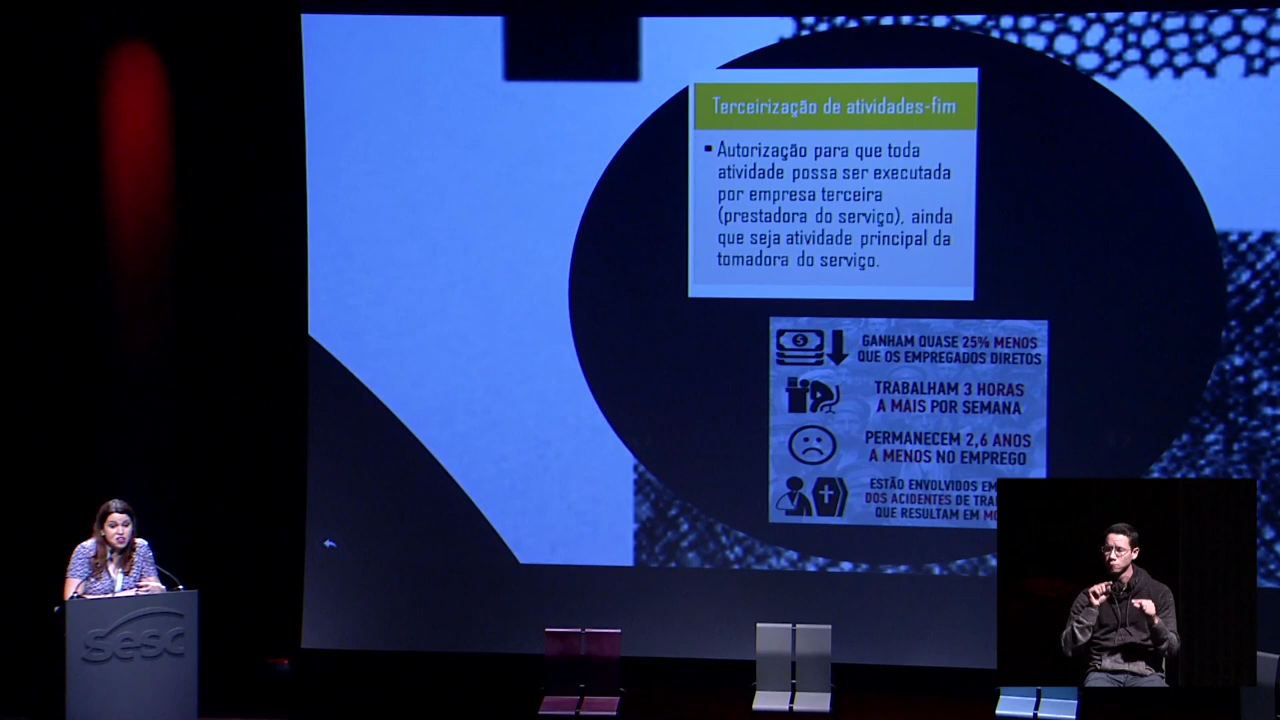 Terceirização de atividades-fim
▪ Autorização para que toda
atividade possa ser executada
por empresa terceira
(prestadora do serviço), ainda
que seja atividade principal da
tomadora do serviço.
GANHAM QUASE 25% MENOS
QUE OS EMPREGADOS DIRETOS
TRABALHAM 3 HORAS
A MAIS POR SEMANA
PERMANECEM 2,6 ANOS
A MENOS NO EMPREGO
ESTÃO ENVOLVIDOS EM
DOS ACIDENTES DE
QUE RESULTAM EM
sesc